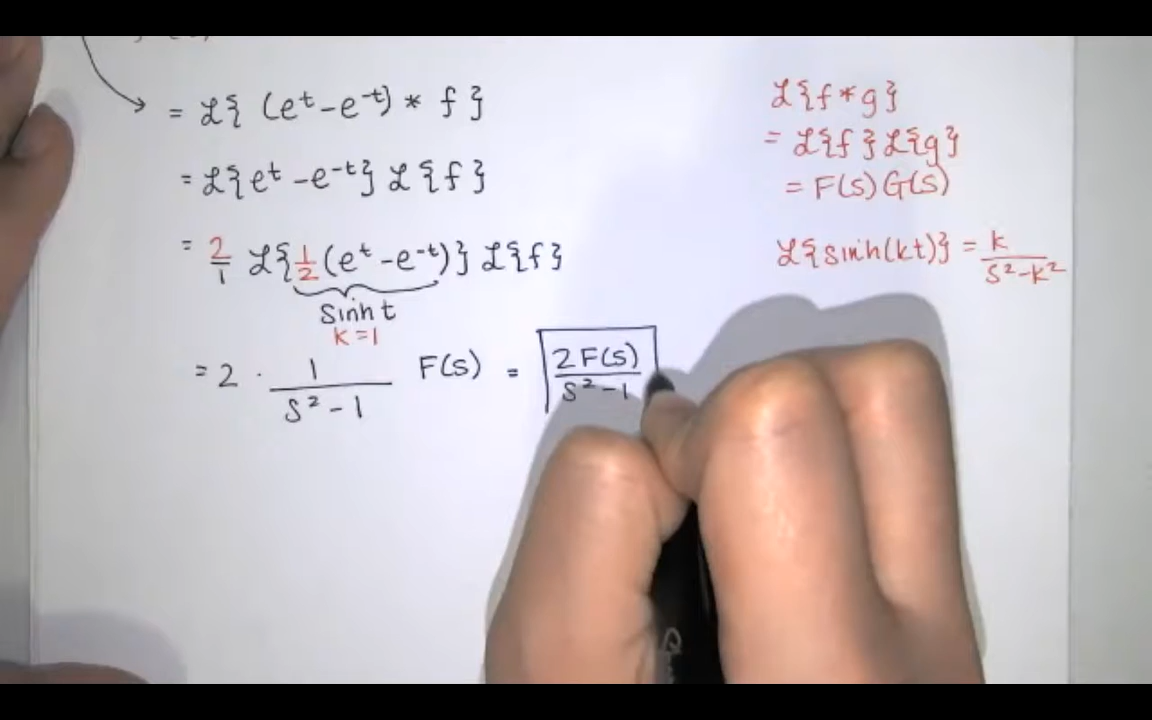 = ℒ{ (e^t - e^-t) * f }
= ℒ{e^t - e^-t} ℒ{f}
= 2/1 ℒ{1/2 (e^t - e^-t)} ℒ{f}
Sinh t
k = 1
= 2 · 1/(s² - 1) F(s) = 2F(s)/(s² - 1)
ℒ{f * g}
= ℒ{f}ℒ{g}
= F(s)G(s)
ℒ{sinh(kt)} = k/(s² - k²)